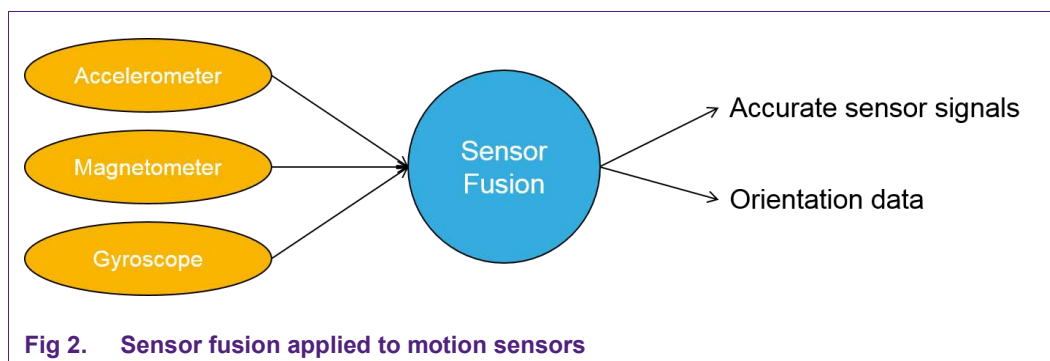 Accelerometer
Magnetometer
Gyroscope
Sensor
Fusion
Accurate sensor signals
Orientation data
Fig 2. Sensor fusion applied to motion sensors